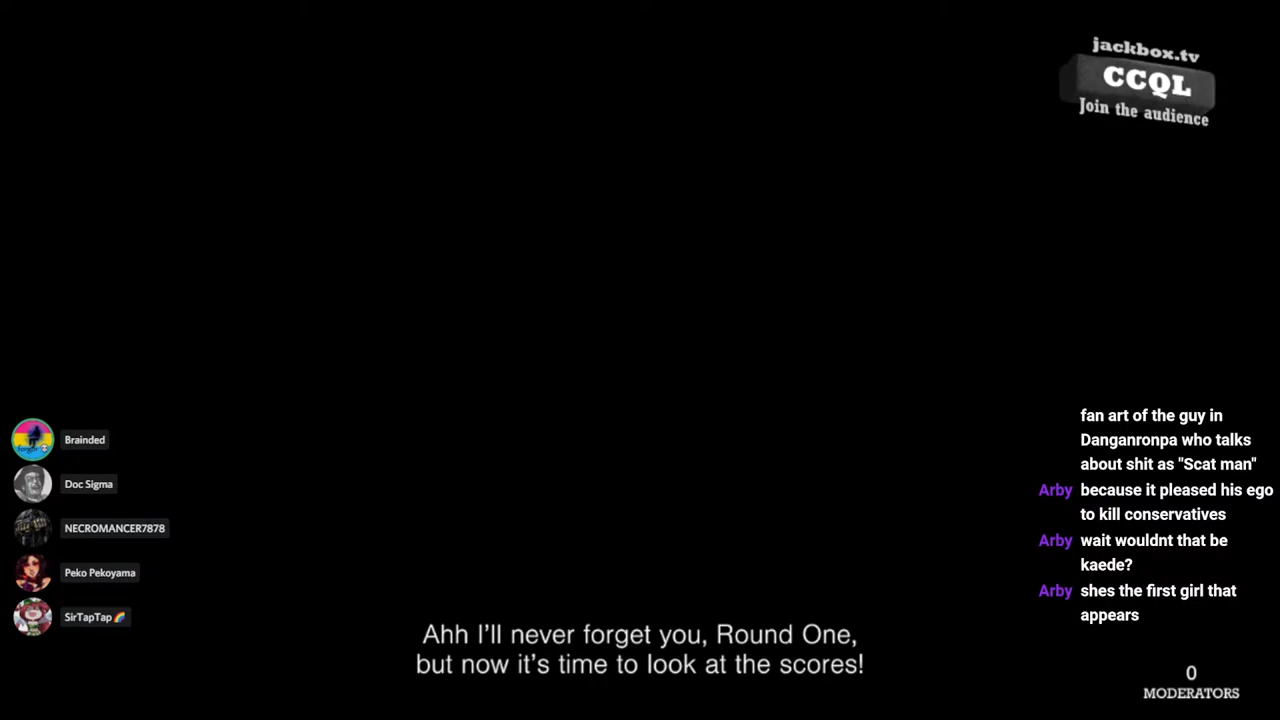 jackbox.tv
CCQL
Join the audience
fan art of the guy in
Danganronpa who talks
about shit as "Scat man"
Arby because it pleased his ego
to kill conservatives
Arby wait wouldnt that be
kaede?
Arby shes the first girl that
appears
Brainded
Doc Sigma
NECROMANCER7878
Peko Pekoyama
SirTapTap🌈
Ahh I'll never forget you, Round One,
but now it's time to look at the scores!
0
MODERATORS